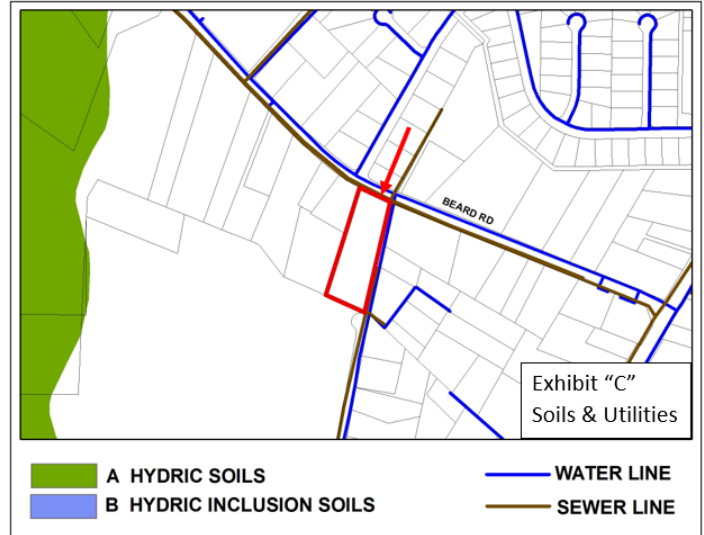 BEARD RD
Exhibit “C”
Soils & Utilities
A HYDRIC SOILS
B HYDRIC INCLUSION SOILS
WATER LINE
SEWER LINE